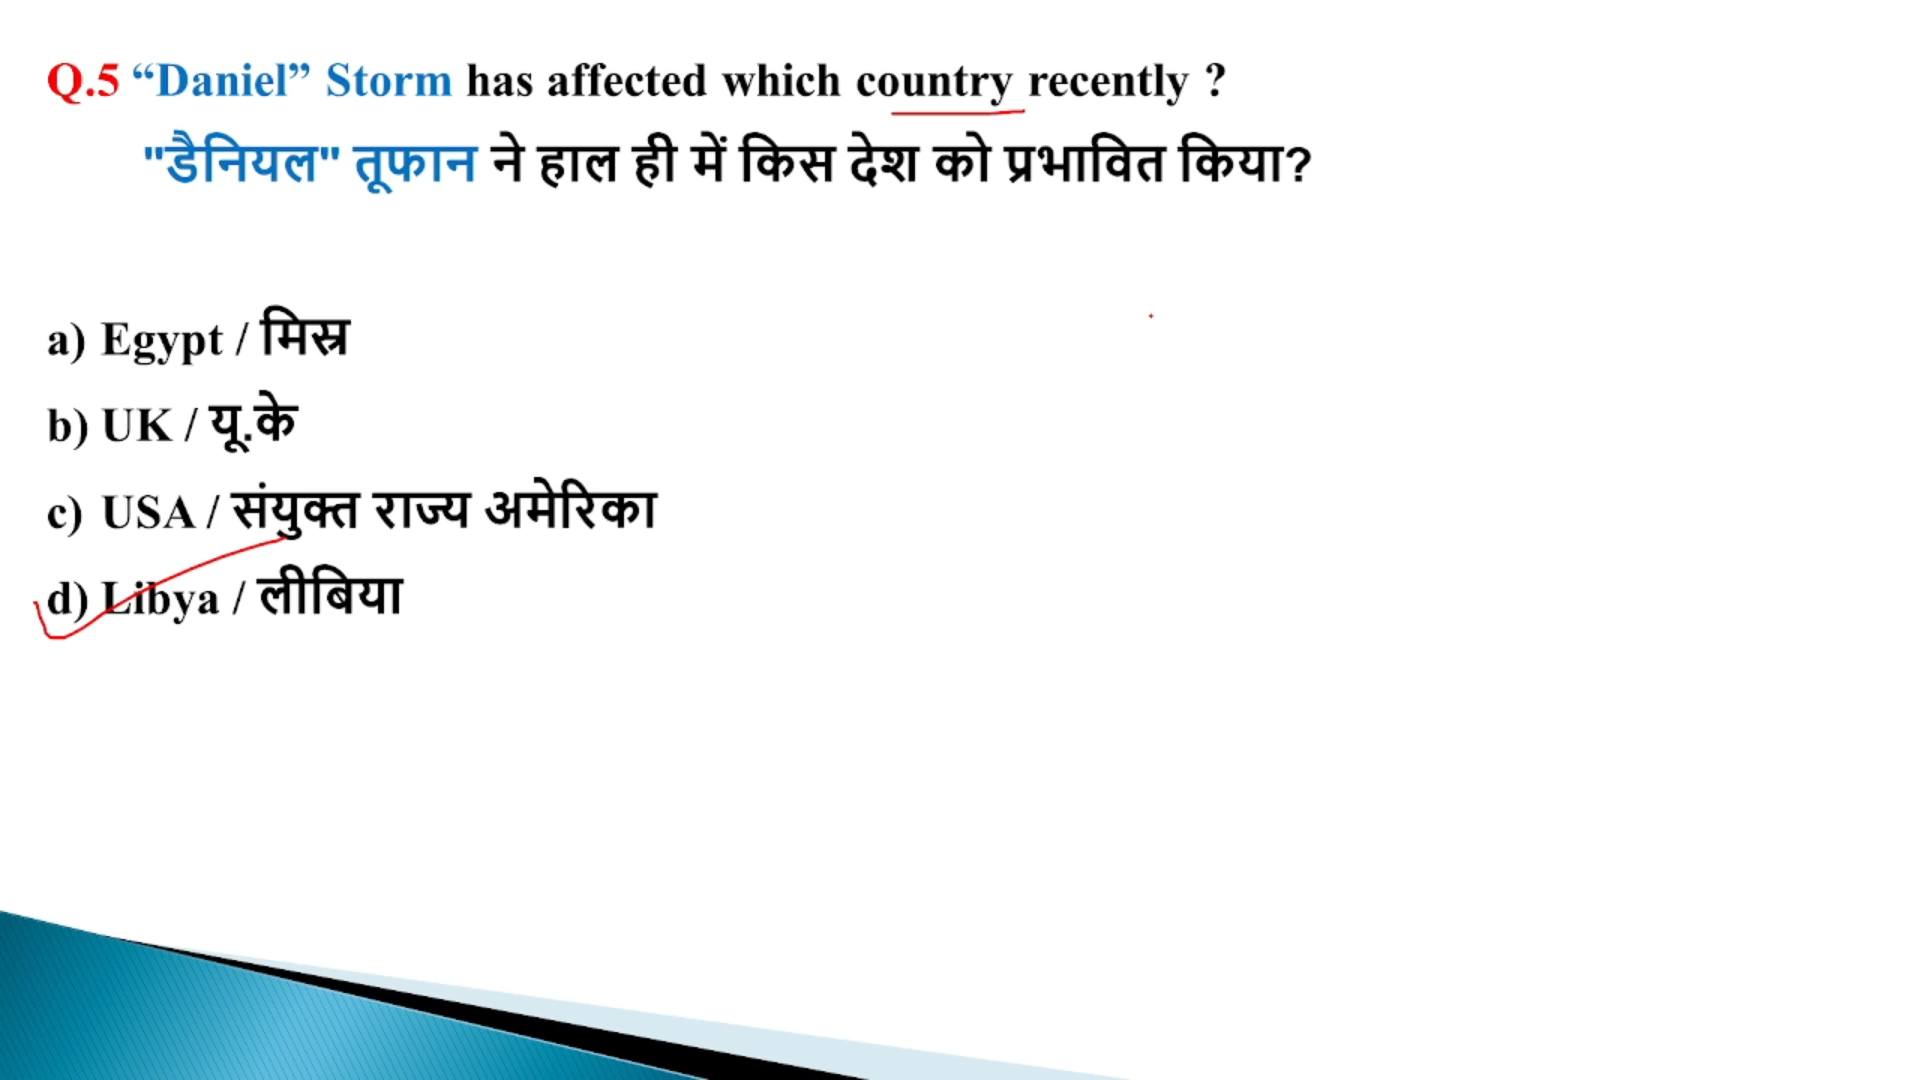 Q.5 “Daniel” Storm has affected which country recently ?
"डैनियल" तूफान ने हाल ही में किस देश को प्रभावित किया?
a) Egypt / मिस्र
b) UK / यू.के
c) USA / संयुक्त राज्य अमेरिका
d) Libya / लीबिया